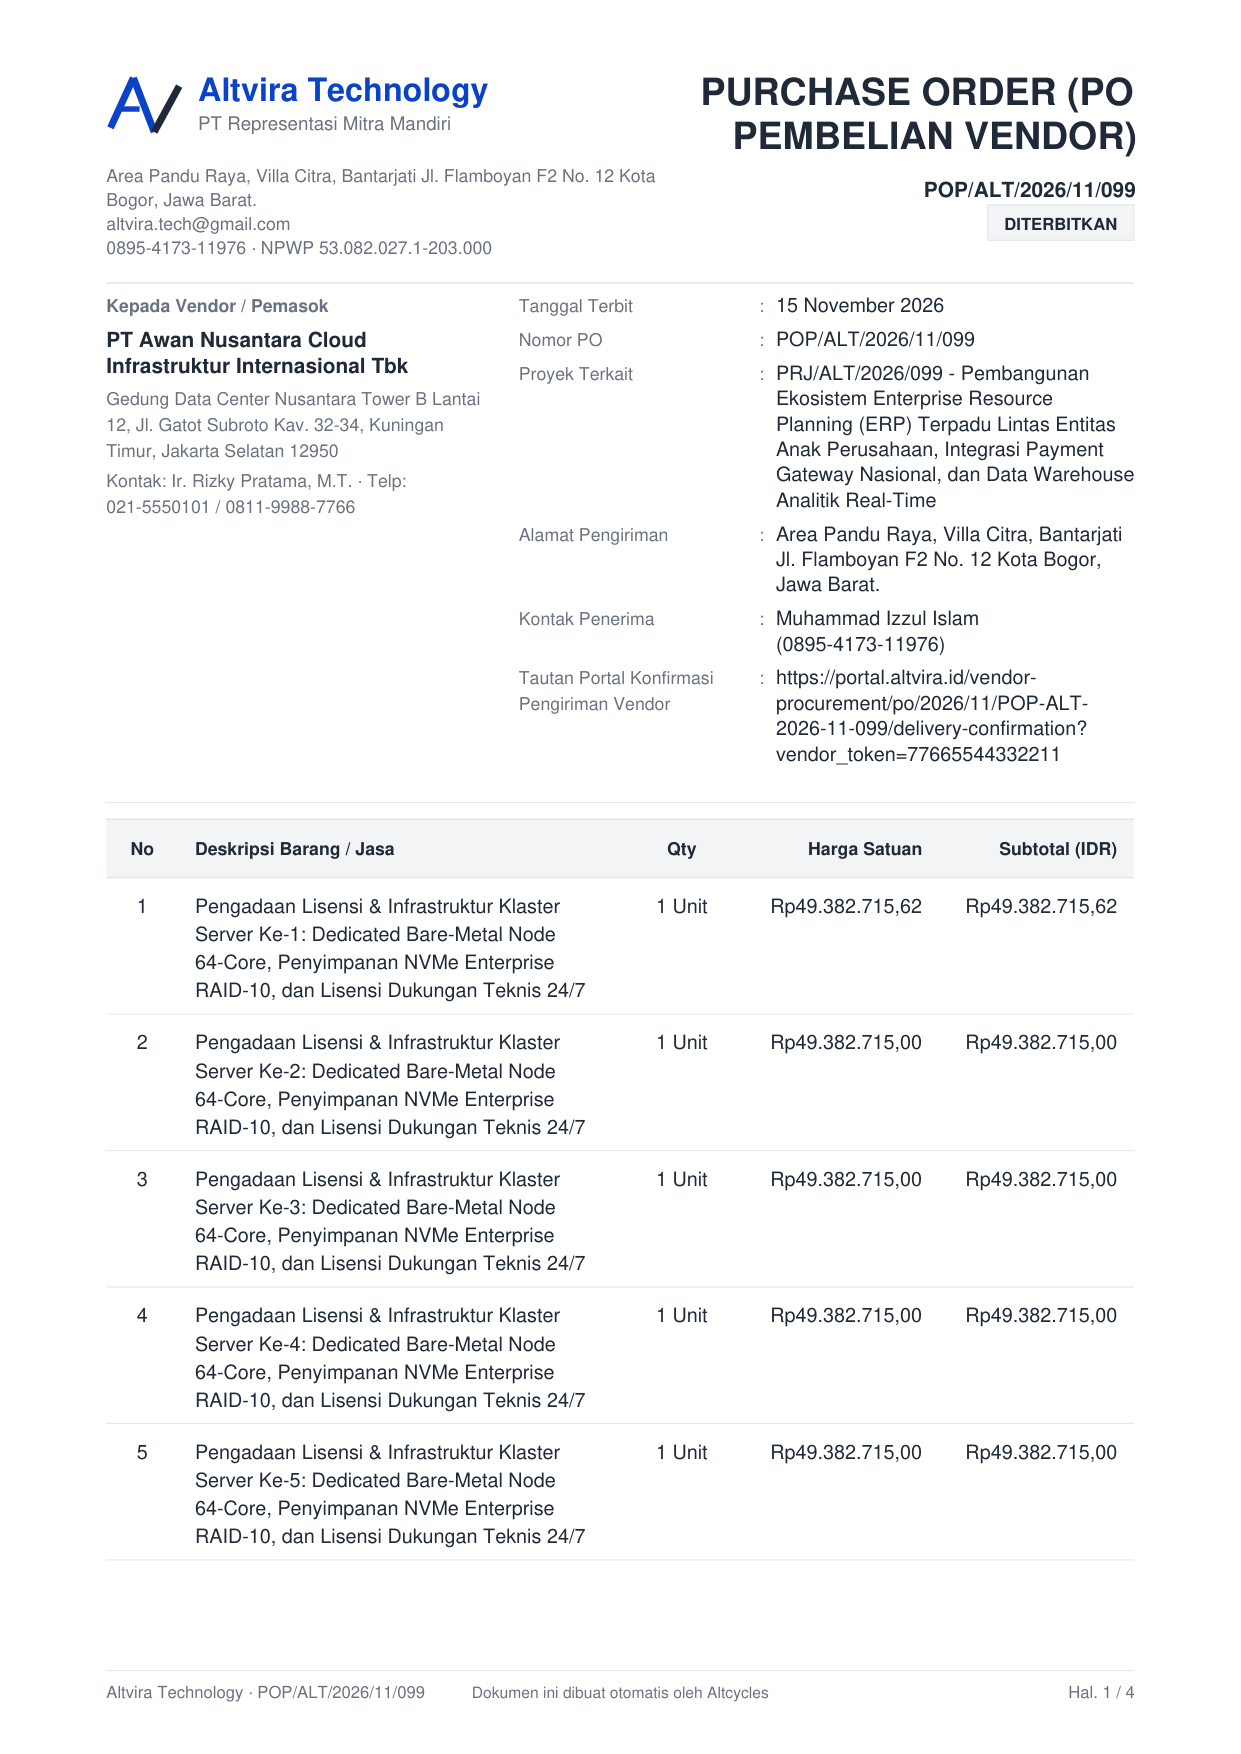 Altvira Technology
PT Representasi Mitra Mandiri
PURCHASE ORDER (PO
PEMBELIAN VENDOR)
Area Pandu Raya, Villa Citra, Bantarjati Jl. Flamboyan F2 No. 12 Kota
Bogor, Jawa Barat.
altvira.tech@gmail.com
0895-4173-11976 · NPWP 53.082.027.1-203.000
POP/ALT/2026/11/099
DITERBITKAN
Kepada Vendor / Pemasok
PT Awan Nusantara Cloud
Infrastruktur Internasional Tbk
Gedung Data Center Nusantara Tower B Lantai
12, Jl. Gatot Subroto Kav. 32-34, Kuningan
Timur, Jakarta Selatan 12950
Kontak: Ir. Rizky Pratama, M.T. · Telp:
021-5550101 / 0811-9988-7766
Tanggal Terbit : 15 November 2026
Nomor PO : POP/ALT/2026/11/099
Proyek Terkait : PRJ/ALT/2026/099 - Pembangunan
Ekosistem Enterprise Resource
Planning (ERP) Terpadu Lintas Entitas
Anak Perusahaan, Integrasi Payment
Gateway Nasional, dan Data Warehouse
Analitik Real-Time
Alamat Pengiriman : Area Pandu Raya, Villa Citra, Bantarjati
Jl. Flamboyan F2 No. 12 Kota Bogor,
Jawa Barat.
Kontak Penerima : Muhammad Izzul Islam
(0895-4173-11976)
Tautan Portal Konfirmasi : https://portal.altvira.id/vendor-
Pengiriman Vendor procurement/po/2026/11/POP-ALT-
2026-11-099/delivery-confirmation?
vendor_token=77665544332211
No Deskripsi Barang / Jasa Qty Harga Satuan Subtotal (IDR)
1 Pengadaan Lisensi & Infrastruktur Klaster 1 Unit Rp49.382.715,62 Rp49.382.715,62
Server Ke-1: Dedicated Bare-Metal Node
64-Core, Penyimpanan NVMe Enterprise
RAID-10, dan Lisensi Dukungan Teknis 24/7
2 Pengadaan Lisensi & Infrastruktur Klaster 1 Unit Rp49.382.715,00 Rp49.382.715,00
Server Ke-2: Dedicated Bare-Metal Node
64-Core, Penyimpanan NVMe Enterprise
RAID-10, dan Lisensi Dukungan Teknis 24/7
3 Pengadaan Lisensi & Infrastruktur Klaster 1 Unit Rp49.382.715,00 Rp49.382.715,00
Server Ke-3: Dedicated Bare-Metal Node
64-Core, Penyimpanan NVMe Enterprise
RAID-10, dan Lisensi Dukungan Teknis 24/7
4 Pengadaan Lisensi & Infrastruktur Klaster 1 Unit Rp49.382.715,00 Rp49.382.715,00
Server Ke-4: Dedicated Bare-Metal Node
64-Core, Penyimpanan NVMe Enterprise
RAID-10, dan Lisensi Dukungan Teknis 24/7
5 Pengadaan Lisensi & Infrastruktur Klaster 1 Unit Rp49.382.715,00 Rp49.382.715,00
Server Ke-5: Dedicated Bare-Metal Node
64-Core, Penyimpanan NVMe Enterprise
RAID-10, dan Lisensi Dukungan Teknis 24/7
Altvira Technology · POP/ALT/2026/11/099 Dokumen ini dibuat otomatis oleh Altcycles Hal. 1 / 4